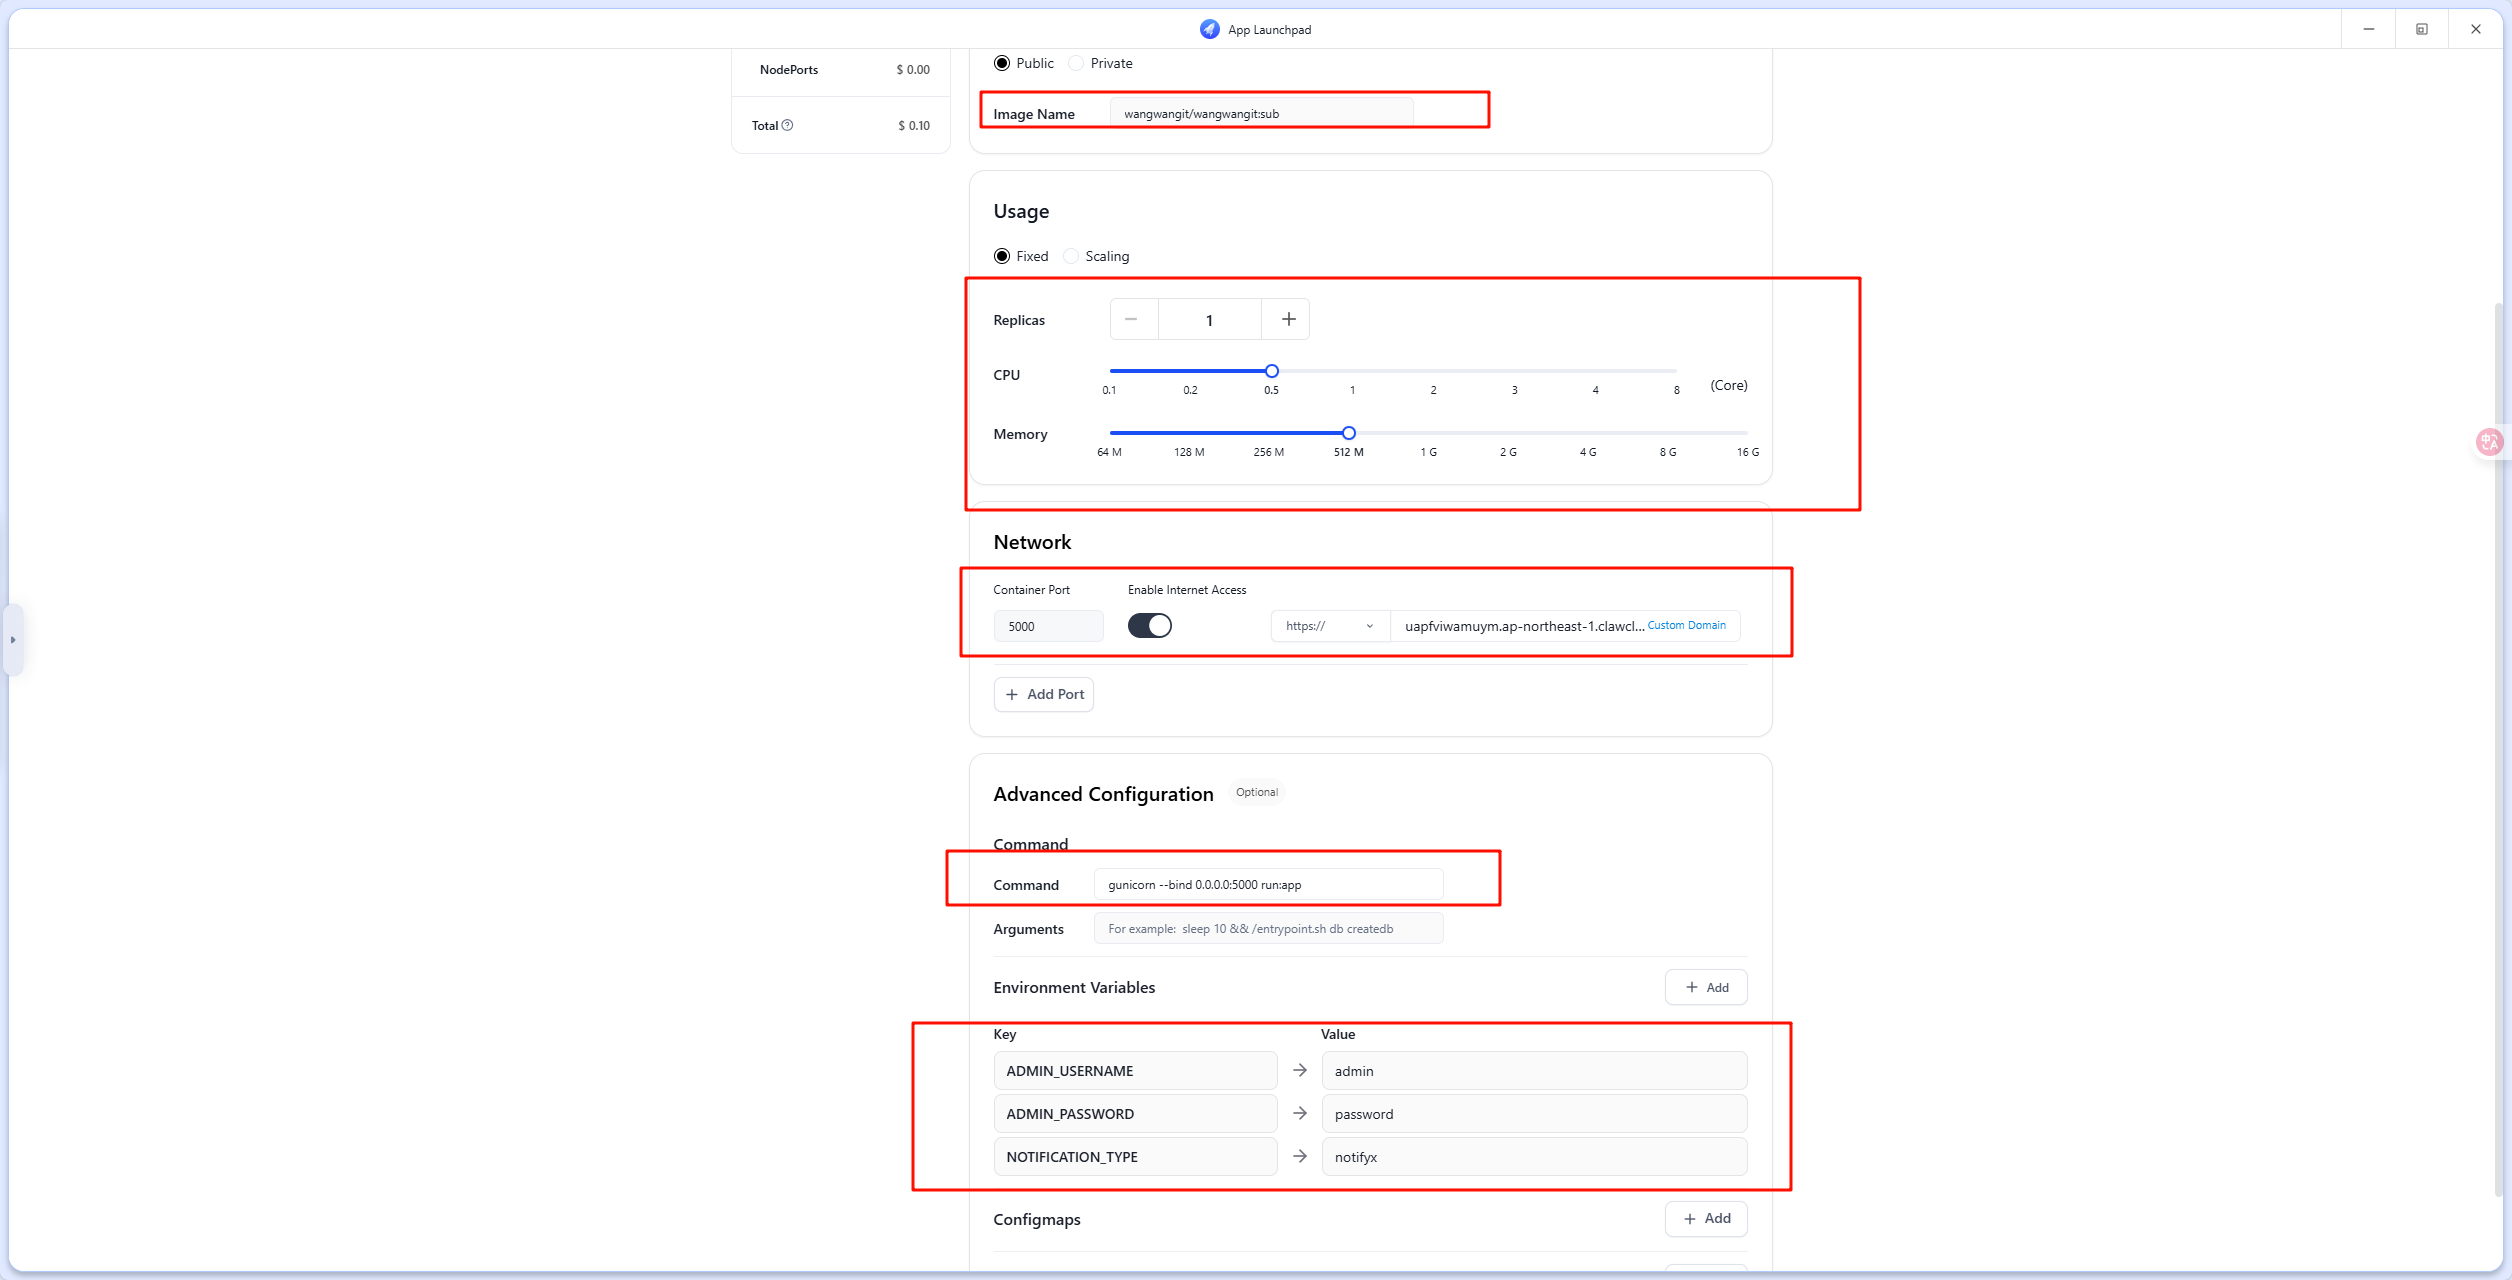 App Launchpad
NodePorts $ 0.00
Total $ 0.10
Public Private
Image Name wangwangit/wangwangit:sub
Usage
Fixed Scaling
Replicas 1
CPU
0.1 0.2 0.5 1 2 3 4 8 (Core)
Memory
64 M 128 M 256 M 512 M 1 G 2 G 4 G 8 G 16 G
Network
Container Port Enable Internet Access
5000 https:// uapfviwamuym.ap-northeast-1.clawcl... Custom Domain
+ Add Port
Advanced Configuration Optional
Command
Command gunicorn --bind 0.0.0.0:5000 run:app
Arguments For example: sleep 10 && /entrypoint.sh db createdb
Environment Variables + Add
Key Value
ADMIN_USERNAME → admin
ADMIN_PASSWORD → password
NOTIFICATION_TYPE → notifyx
Configmaps + Add